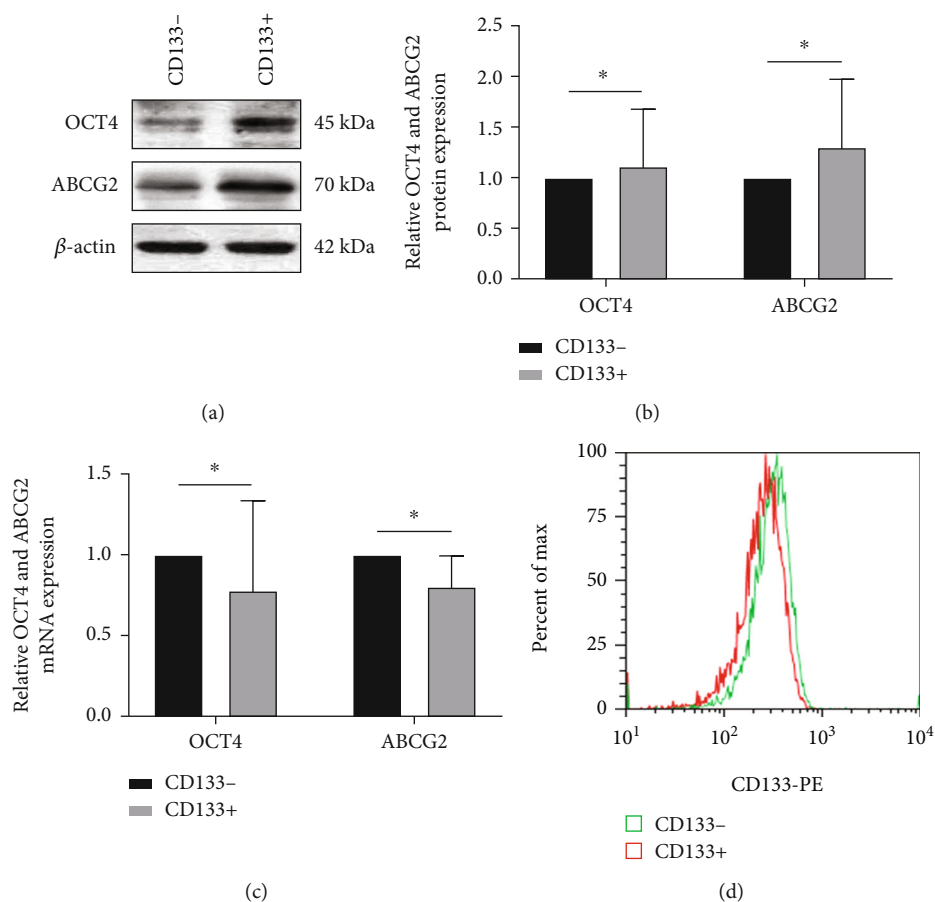 CD133–
CD133+
OCT4
45 kDa
ABCG2
70 kDa
β-actin
42 kDa
(a)
Relative OCT4 and ABCG2
protein expression
2.5
2.0
1.5
1.0
0.5
0.0
*
*
OCT4
ABCG2
CD133–
CD133+
(b)
Relative OCT4 and ABCG2
mRNA expression
1.5
1.0
0.5
0.0
*
*
OCT4
ABCG2
CD133–
CD133+
(c)
Percent of max
100
75
50
25
0
10¹
10²
10³
10⁴
CD133-PE
CD133–
CD133+
(d)